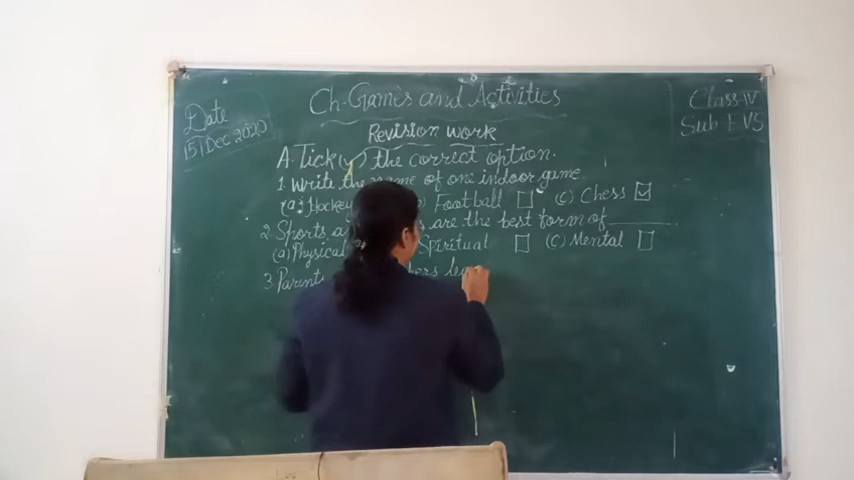 Ch-Games and Activities
Date
15|Dec 2020
Class-IV
Sub EVS
Revision work
A. Tick(✓) the correct option.
1. Write the name of one indoor game.
(a) Hockey (b) Football ☐ (c) Chess ☑
2. Sports are the best form of ______
(a) Physical Spiritual ☐ (c) Mental ☐
3 Parents